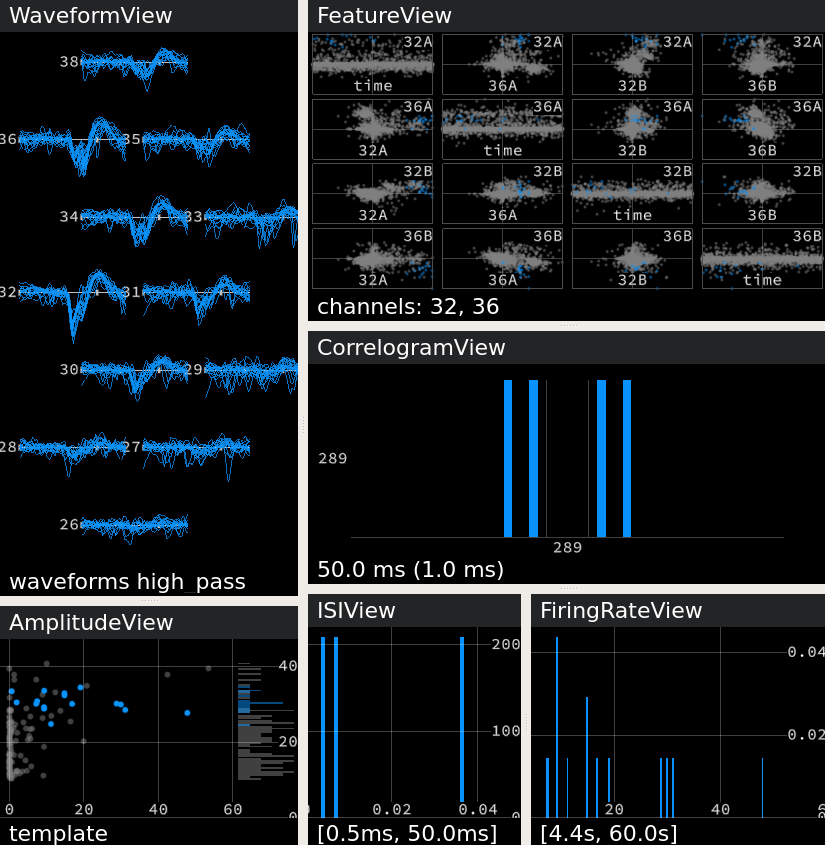 WaveformView
38
36 35
34 33
32 31
30 29
28 27
26
waveforms high_pass
FeatureView
32A 32A 32A 32A
time 36A 32B 36B
36A 36A 36A 36A
32A time 32B 36B
32B 32B 32B 32B
32A 36A time 36B
36B 36B 36B 36B
32A 36A 32B time
channels: 32, 36
CorrelogramView
289
289
50.0 ms (1.0 ms)
AmplitudeView
40
20
0 20 40 60 0
template
ISIView
200
100
0 0.02 0.04 0
[0.5ms, 50.0ms]
FiringRateView
0.04
0.02
20 40
[4.4s, 60.0s]